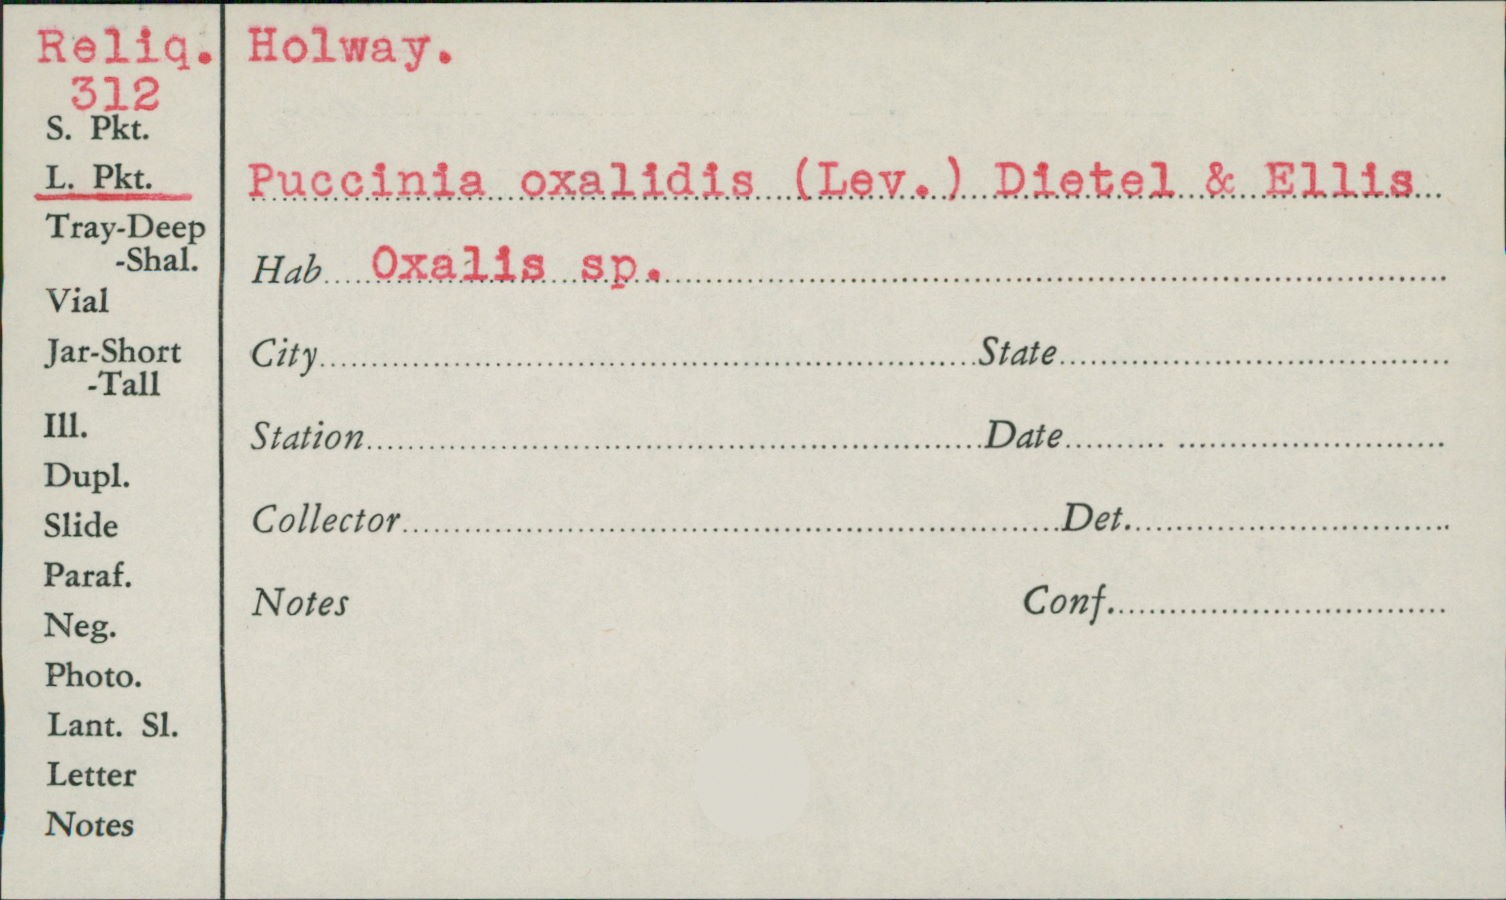 Reliq. Holway.
312
S. Pkt.
L. Pkt.
Puccinia oxalidis (Lev.) Dietel & Ellis
Tray-Deep
-Shal.
Hab Oxalis sp.
Vial
Jar-Short
-Tall
City State
Ill.
Station Date
Dupl.
Slide
Collector Det.
Paraf.
Neg.
Notes Conf.
Photo.
Lant. Sl.
Letter
Notes